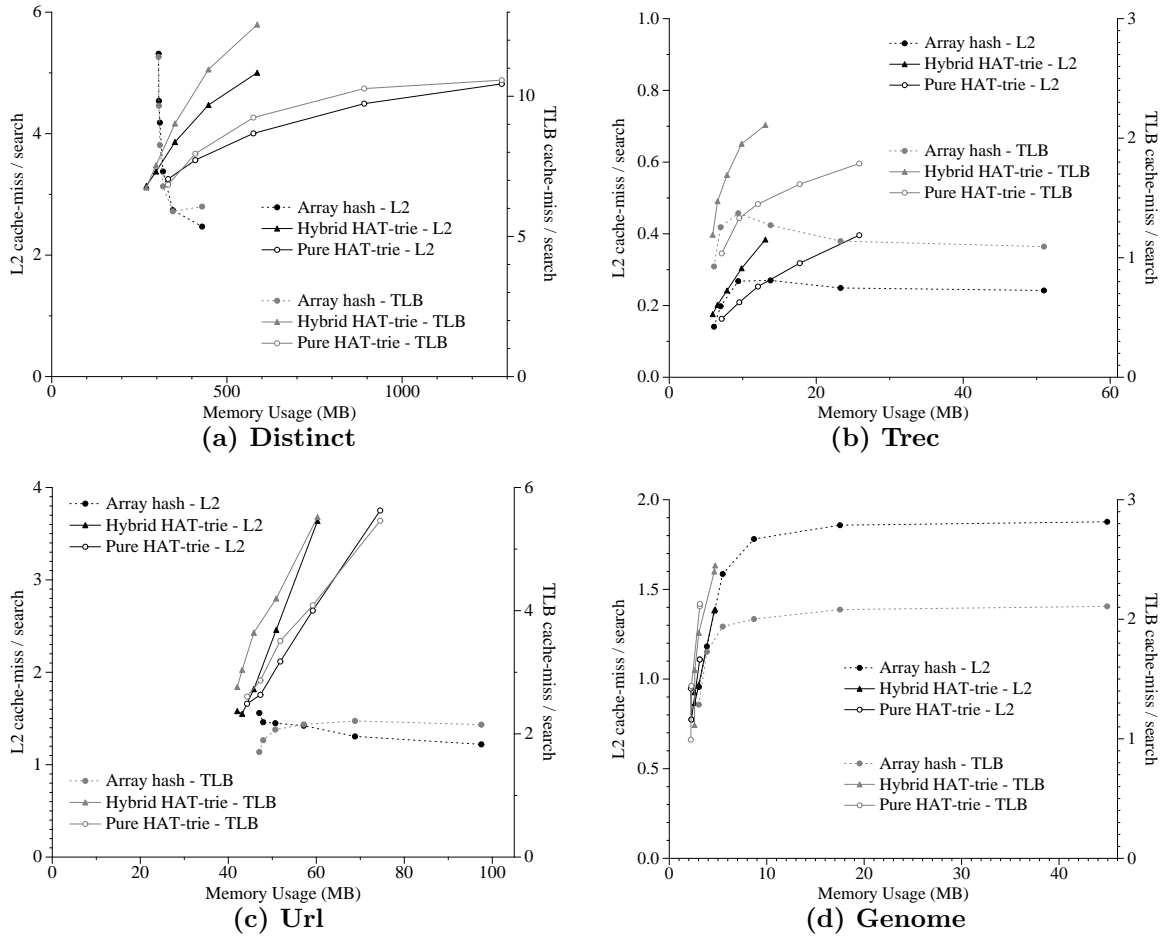 6
5
4
3
2
0
L2 cache-miss / search
10
5
0
TLB cache-miss / search
Array hash - L2
Hybrid HAT-trie - L2
Pure HAT-trie - L2
Array hash - TLB
Hybrid HAT-trie - TLB
Pure HAT-trie - TLB
0 500 1000
Memory Usage (MB)
(a) Distinct
1.0
0.8
0.6
0.4
0.2
0.0
L2 cache-miss / search
3
2
1
0
TLB cache-miss / search
Array hash - L2
Hybrid HAT-trie - L2
Pure HAT-trie - L2
Array hash - TLB
Hybrid HAT-trie - TLB
Pure HAT-trie - TLB
0 20 40 60
Memory Usage (MB)
(b) Trec
4
3
2
1
0
L2 cache-miss / search
6
4
2
0
TLB cache-miss / search
Array hash - L2
Hybrid HAT-trie - L2
Pure HAT-trie - L2
Array hash - TLB
Hybrid HAT-trie - TLB
Pure HAT-trie - TLB
0 20 40 60 80 100
Memory Usage (MB)
(c) Url
2.0
1.5
1.0
0.5
0.0
L2 cache-miss / search
3
2
1
0
TLB cache-miss / search
Array hash - L2
Hybrid HAT-trie - L2
Pure HAT-trie - L2
Array hash - TLB
Hybrid HAT-trie - TLB
Pure HAT-trie - TLB
0 10 20 30 40
Memory Usage (MB)
(d) Genome